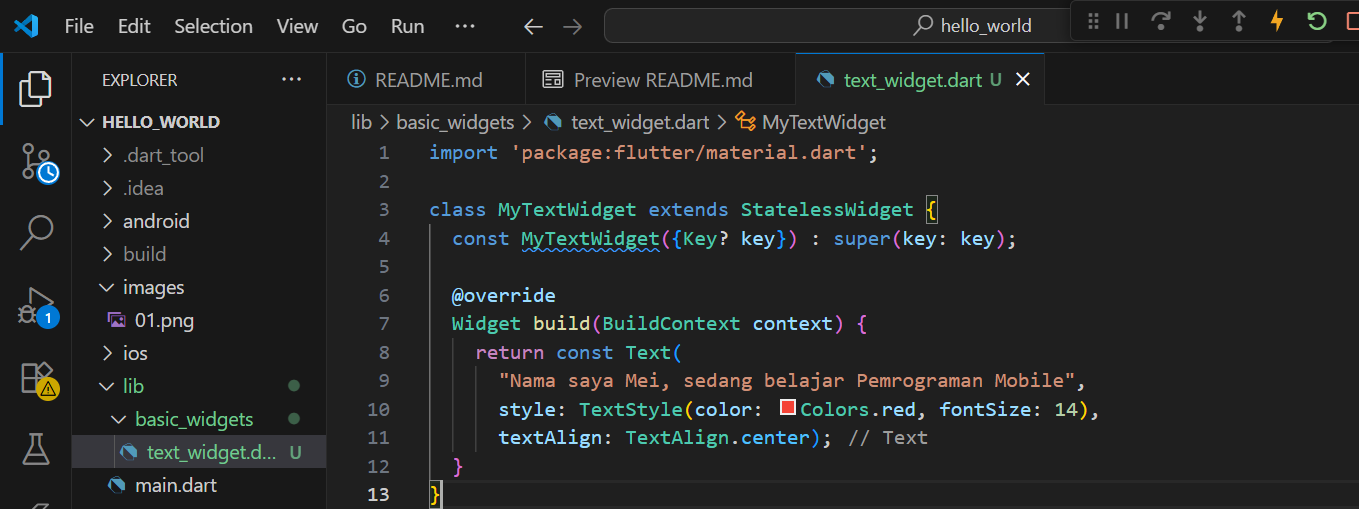 File Edit Selection View Go Run ··· hello_world
EXPLORER ···
HELLO_WORLD
.dart_tool
.idea
android
build
images
01.png
ios
lib
basic_widgets
text_widget.d... U
main.dart
1
README.md Preview README.md text_widget.dart U
lib > basic_widgets > text_widget.dart > MyTextWidget
1 import 'package:flutter/material.dart';
2
3 class MyTextWidget extends StatelessWidget {
4 const MyTextWidget({Key? key}) : super(key: key);
5
6 @override
7 Widget build(BuildContext context) {
8 return const Text(
9 "Nama saya Mei, sedang belajar Pemrograman Mobile",
10 style: TextStyle(color: Colors.red, fontSize: 14),
11 textAlign: TextAlign.center); // Text
12 }
13 }